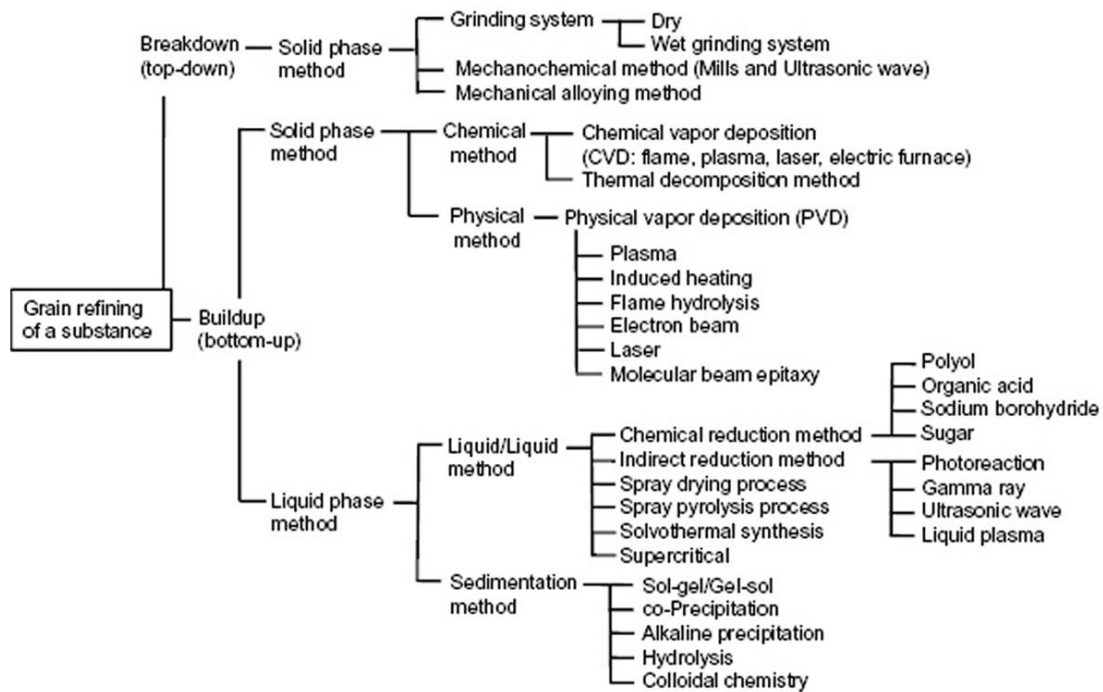 Grinding system
Dry
Wet grinding system
Breakdown
(top-down)
Solid phase
method
Mechanochemical method (Mills and Ultrasonic wave)
Mechanical alloying method
Solid phase
method
Chemical
method
Chemical vapor deposition
(CVD: flame, plasma, laser, electric furnace)
Thermal decomposition method
Physical
method
Physical vapor deposition (PVD)
Plasma
Induced heating
Flame hydrolysis
Electron beam
Laser
Molecular beam epitaxy
Grain refining
of a substance
Buildup
(bottom-up)
Liquid phase
method
Liquid/Liquid
method
Chemical reduction method
Polyol
Organic acid
Sodium borohydride
Sugar
Indirect reduction method
Photoreaction
Gamma ray
Ultrasonic wave
Liquid plasma
Spray drying process
Spray pyrolysis process
Solvothermal synthesis
Supercritical
Sedimentation
method
Sol-gel/Gel-sol
co-Precipitation
Alkaline precipitation
Hydrolysis
Colloidal chemistry